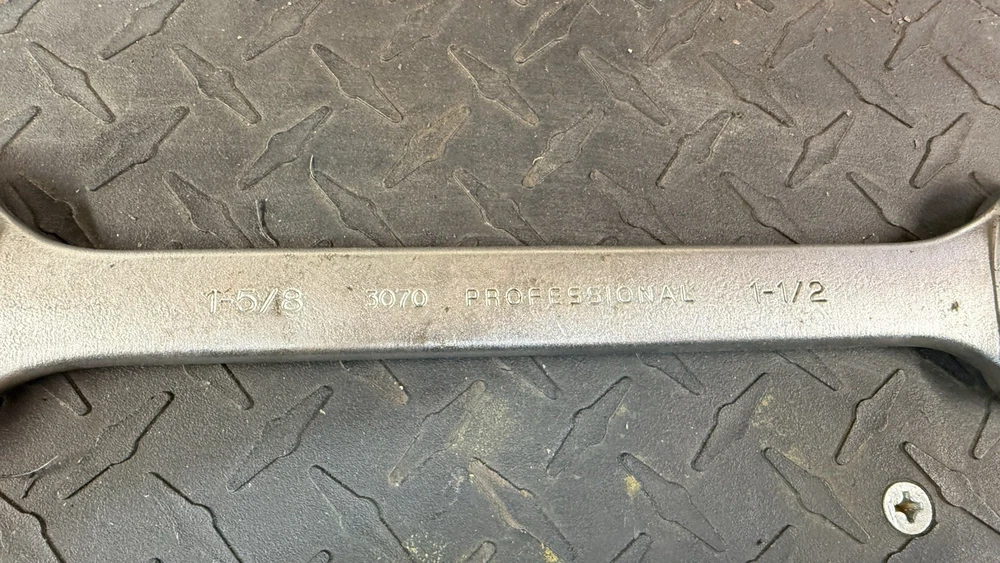 1-5/8 3070 PROFESSIONAL 1-1/2